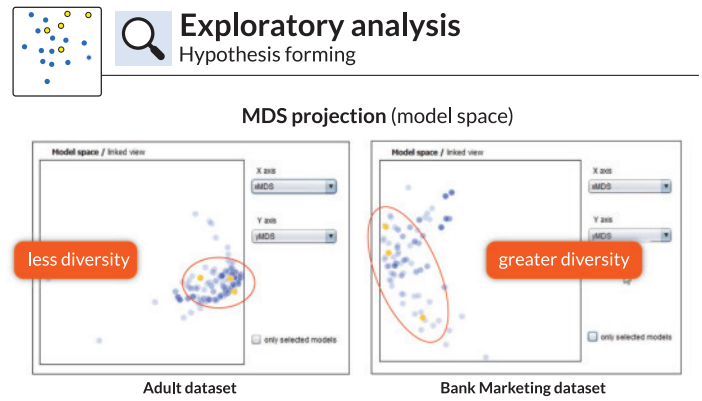 Exploratory analysis
Hypothesis forming
MDS projection (model space)
Model space / linked view
X axis
xMDS
Y axis
yMDS
less diversity
only selected models
Adult dataset
Model space / linked view
X axis
xMDS
Y axis
yMDS
greater diversity
only selected models
Bank Marketing dataset